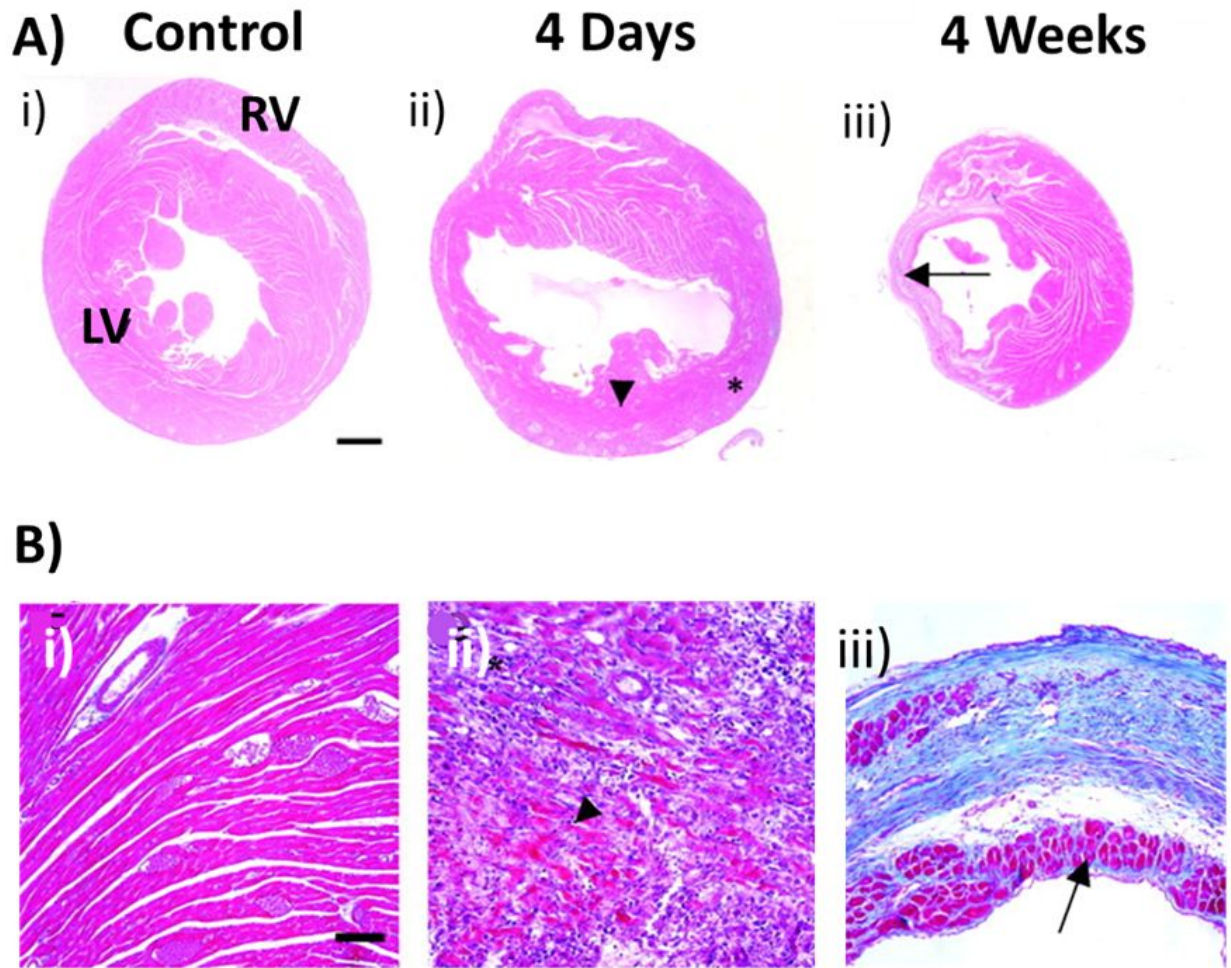 A) Control 4 Days 4 Weeks
i) RV ii) iii)
LV
*
B)
i) ii)* iii)